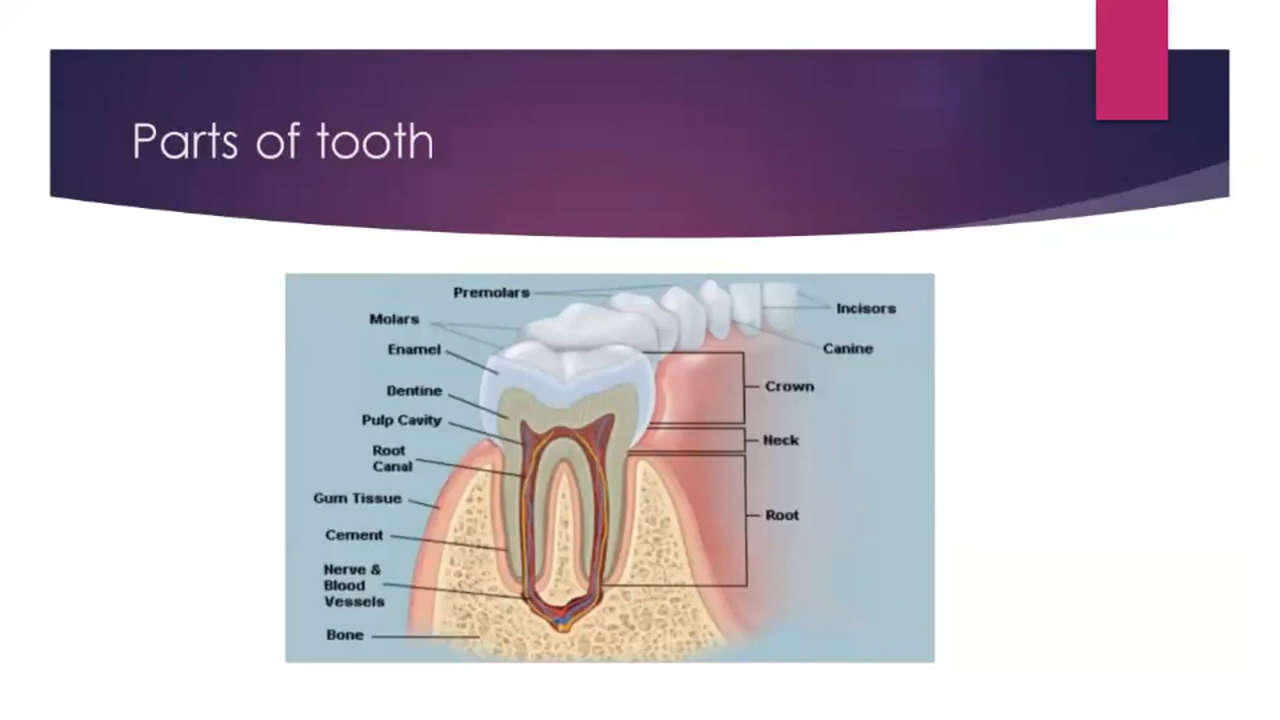 Parts of tooth
Premolars
Molars
Enamel
Dentine
Pulp Cavity
Root
Canal
Gum Tissue
Cement
Nerve &
Blood
Vessels
Bone
Incisors
Canine
Crown
Neck
Root